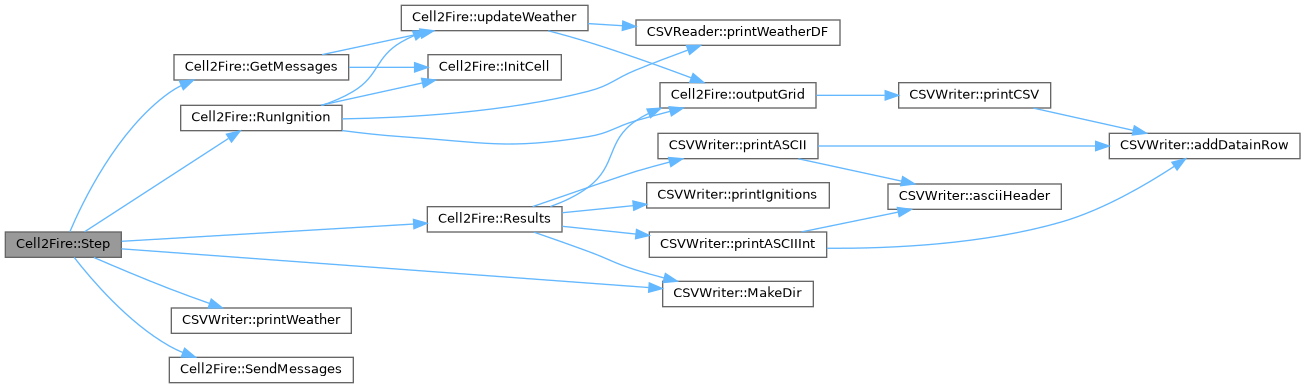 Cell2Fire::updateWeather
CSVReader::printWeatherDF
Cell2Fire::GetMessages
Cell2Fire::InitCell
Cell2Fire::outputGrid
CSVWriter::printCSV
Cell2Fire::RunIgnition
CSVWriter::printASCII
CSVWriter::addDatainRow
CSVWriter::printIgnitions
CSVWriter::asciiHeader
Cell2Fire::Results
Cell2Fire::Step
CSVWriter::printASCIIInt
CSVWriter::MakeDir
CSVWriter::printWeather
Cell2Fire::SendMessages